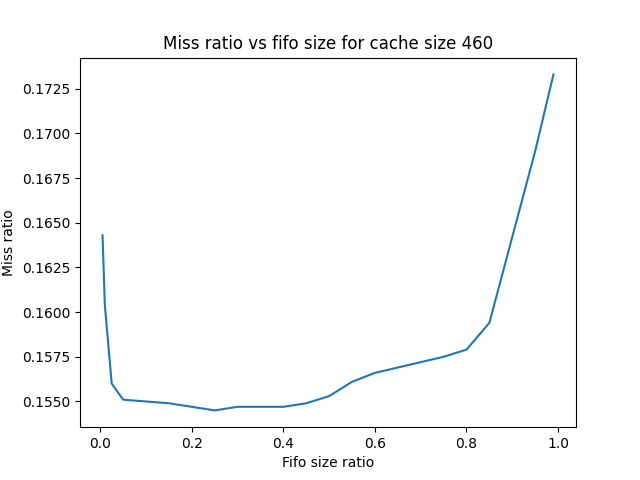 Miss ratio vs fifo size for cache size 460
0.1725
0.1700
0.1675
0.1650
0.1625
0.1600
0.1575
0.1550
Miss ratio
0.0 0.2 0.4 0.6 0.8 1.0
Fifo size ratio